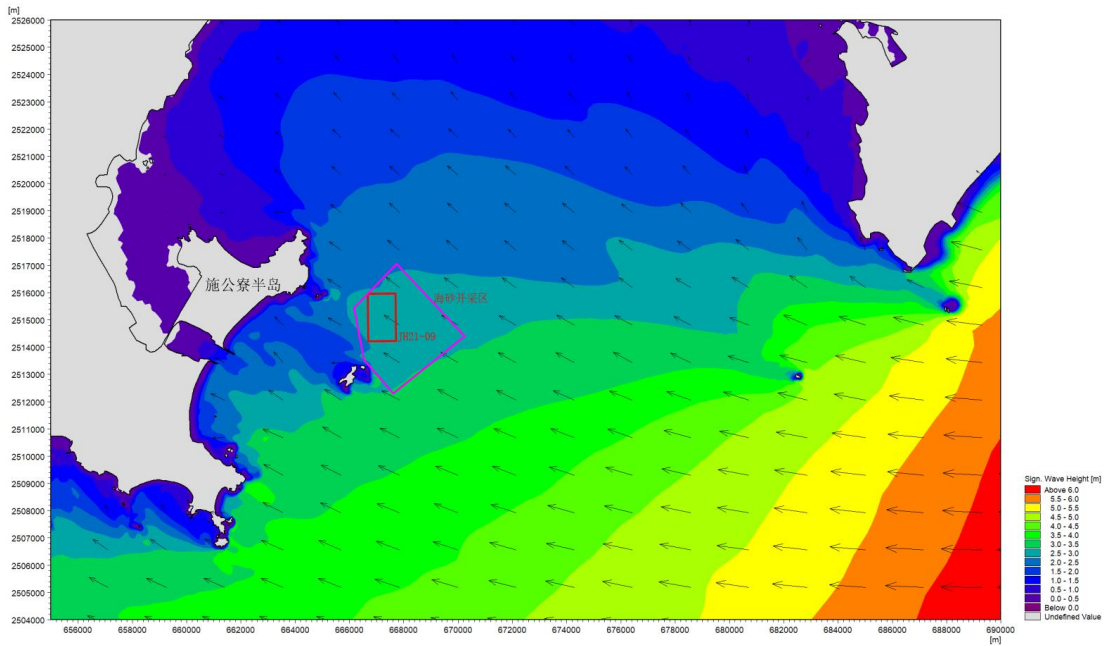 [m]
2526000
2525000
2524000
2523000
2522000
2521000
2520000
2519000
2518000
2517000
2516000
2515000
2514000
2513000
2512000
2511000
2510000
2509000
2508000
2507000
2506000
2505000
2504000
施公寮半岛
海砂开采区
JH21-09
656000 658000 660000 662000 664000 666000 668000 670000 672000 674000 676000 678000 680000 682000 684000 686000 688000 690000
[m]
Sign. Wave Height [m]
Above 6.0
5.5 - 6.0
5.0 - 5.5
4.5 - 5.0
4.0 - 4.5
3.5 - 4.0
3.0 - 3.5
2.5 - 3.0
2.0 - 2.5
1.5 - 2.0
1.0 - 1.5
0.5 - 1.0
0.0 - 0.5
Below 0.0
Undefined Value